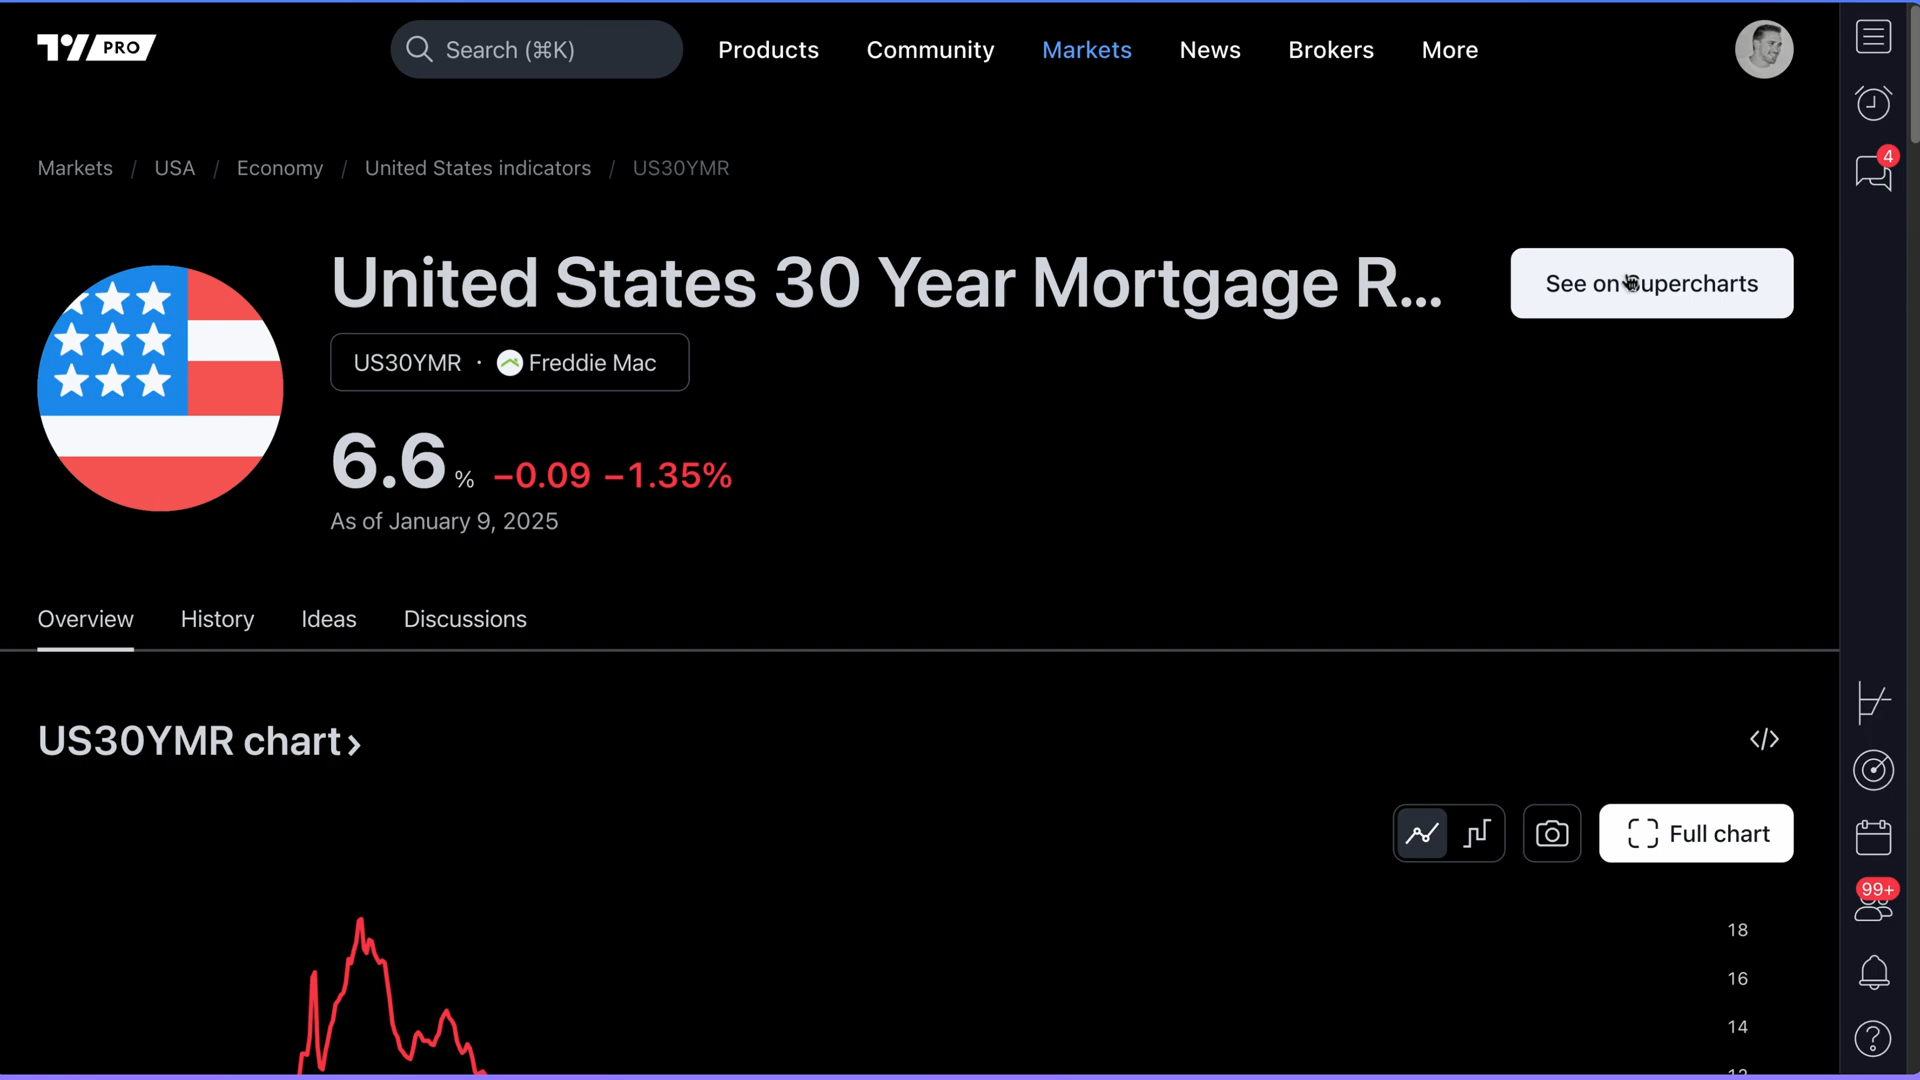 PRO
Search (⌘K)
Products
Community
Markets
News
Brokers
More
4
Markets / USA / Economy / United States indicators / US30YMR
United States 30 Year Mortgage R...
See on Supercharts
US30YMR · Freddie Mac
6.6 % −0.09 −1.35%
As of January 9, 2025
Overview
History
Ideas
Discussions
US30YMR chart ›
</>
Full chart
99+
18
16
14
?